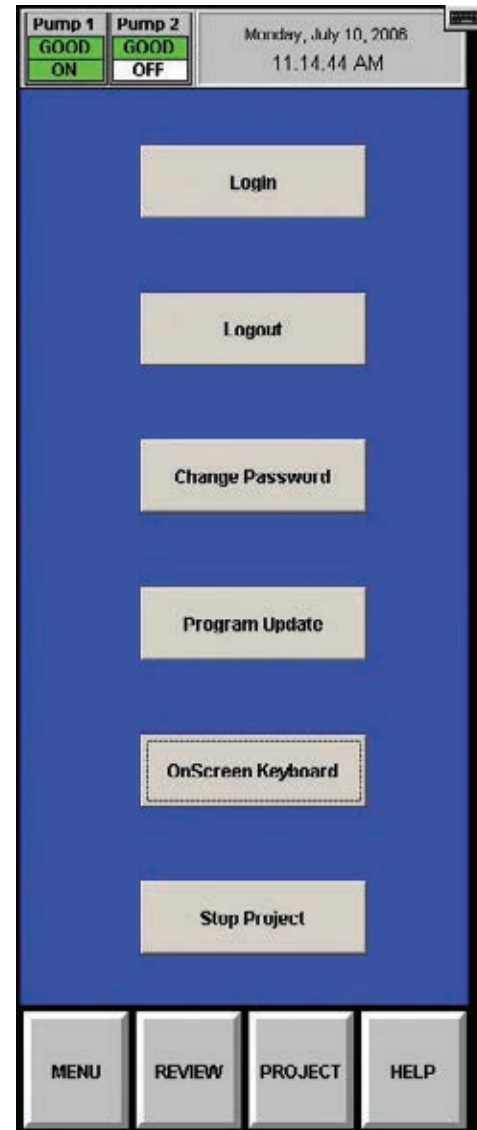 Pump 1 Pump 2
GOOD GOOD
ON OFF
Monday, July 10, 2006
11.14.44 AM
Login
Logout
Change Password
Program Update
OnScreen Keyboard
Stop Project
MENU REVIEW PROJECT HELP